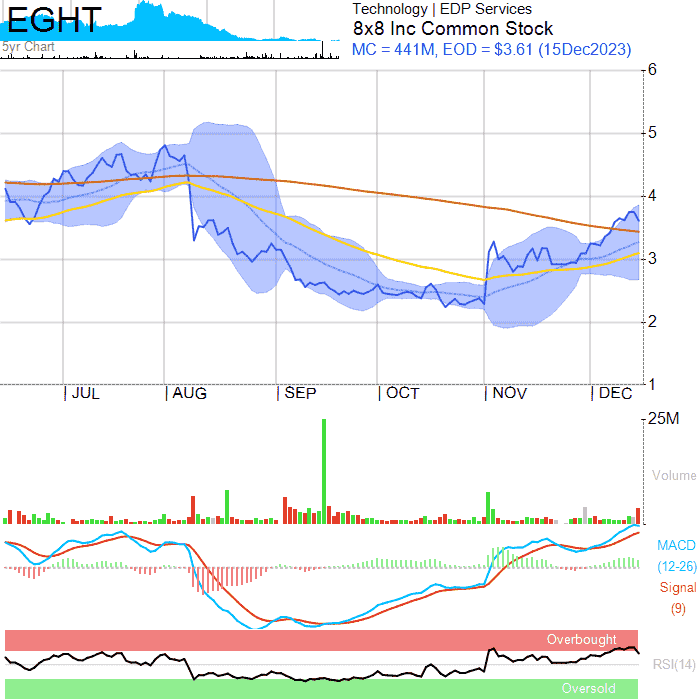 EGHT
5yr Chart
Technology | EDP Services
8x8 Inc Common Stock
MC = 441M, EOD = $3.61 (15Dec2023)
6
5
4
3
2
1
JUL
AUG
SEP
OCT
NOV
DEC
25M
Volume
MACD
(12-26)
Signal
(9)
Overbought
RSI(14)
Oversold